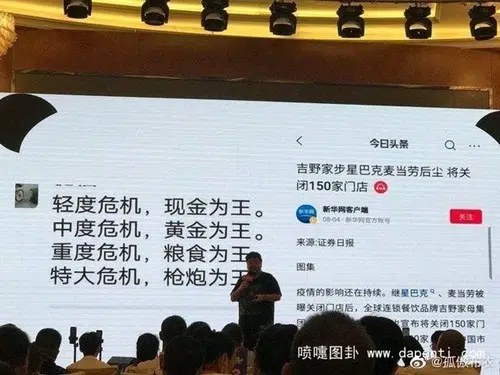 轻度危机，现金为王。
中度危机，黄金为王。
重度危机，粮食为王。
特大危机，枪炮为王
今日头条
吉野家步星巴克麦当劳后尘 将关
闭150家门店
新华网客户端
08-04 · 新华网官方账号
关注
来源:证券日报
图集
疫情的影响还在持续。继星巴克、麦当劳被
曝关闭门店后，全球连锁餐饮品牌吉野家母集
宣布将关闭150家门
国市
喷嚏图卦 www.dapenti.com
@孤傲布衣